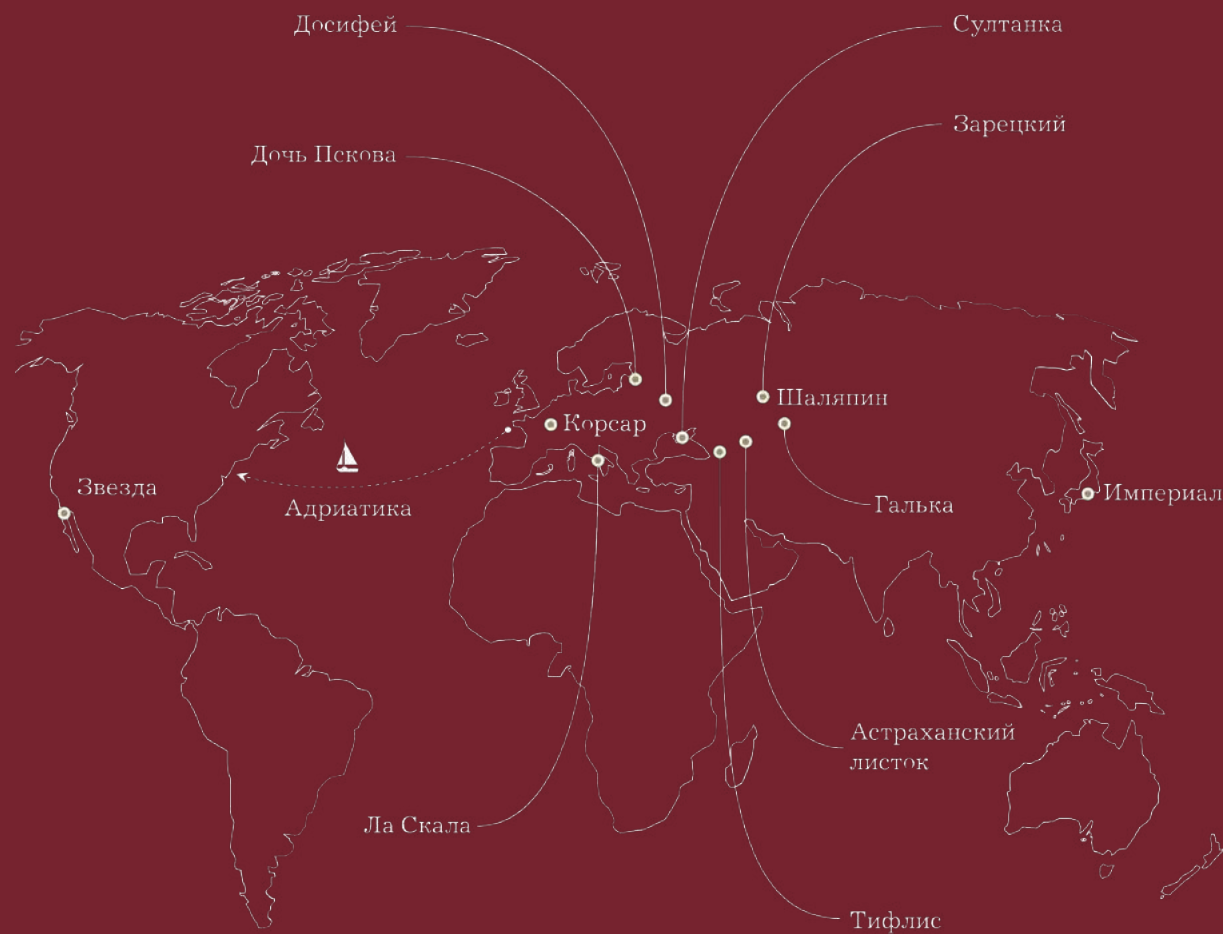 Досифей
Султанка
Зарецкий
Дочь Пскова
Шаляпин
Корсар
Звезда
Адриатика
Галька
Империал
Астраханский
листок
Ла Скала
Тифлис